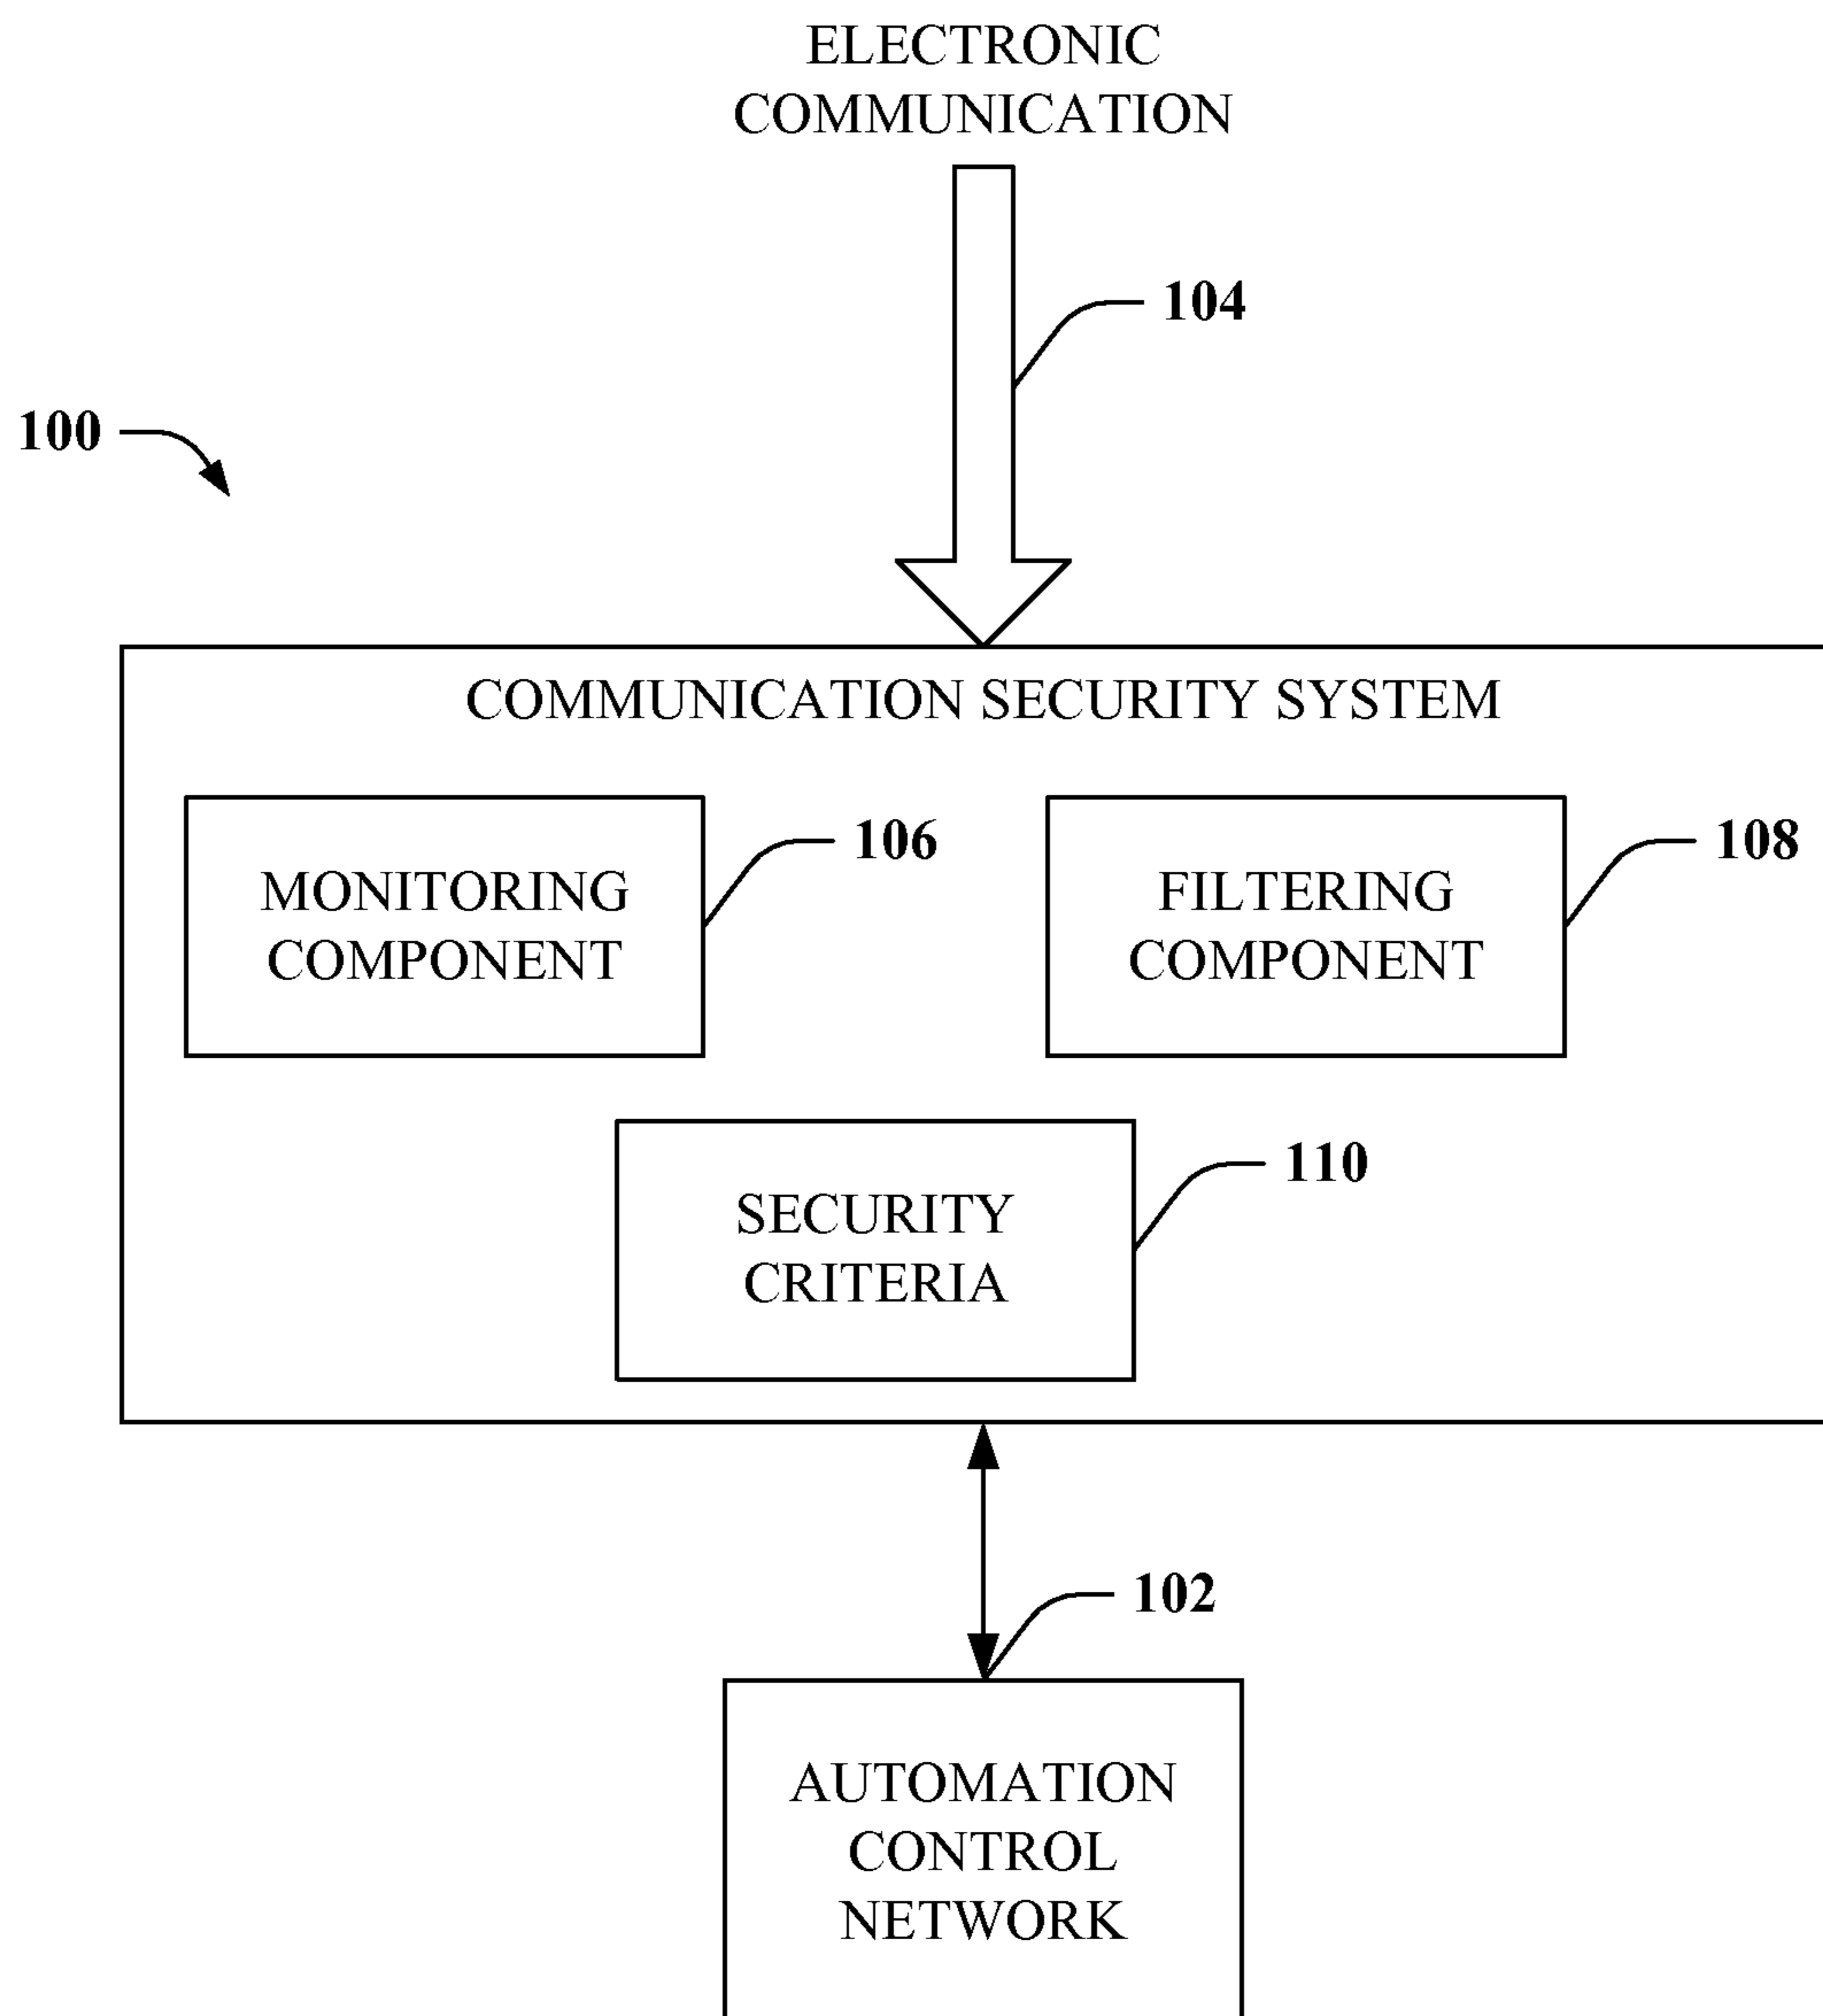 ELECTRONIC
COMMUNICATION
104
100
COMMUNICATION SECURITY SYSTEM
106
108
MONITORING
COMPONENT
FILTERING
COMPONENT
110
SECURITY
CRITERIA
102
AUTOMATION
CONTROL
NETWORK